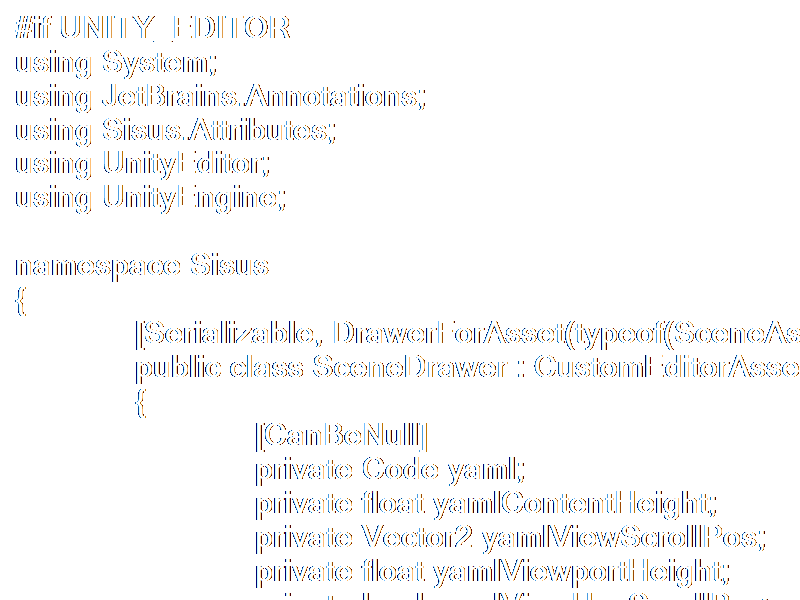 #if UNITY_EDITOR
using System;
using JetBrains.Annotations;
using Sisus.Attributes;
using UnityEditor;
using UnityEngine;
namespace Sisus
{
[Serializable, DrawerForAsset(typeof(SceneAs
public class SceneDrawer : CustomEditorAsse
{
[CanBeNull]
private Code yaml;
private float yamlContentHeight;
private Vector2 yamlViewScrollPos;
private float yamlViewportHeight;